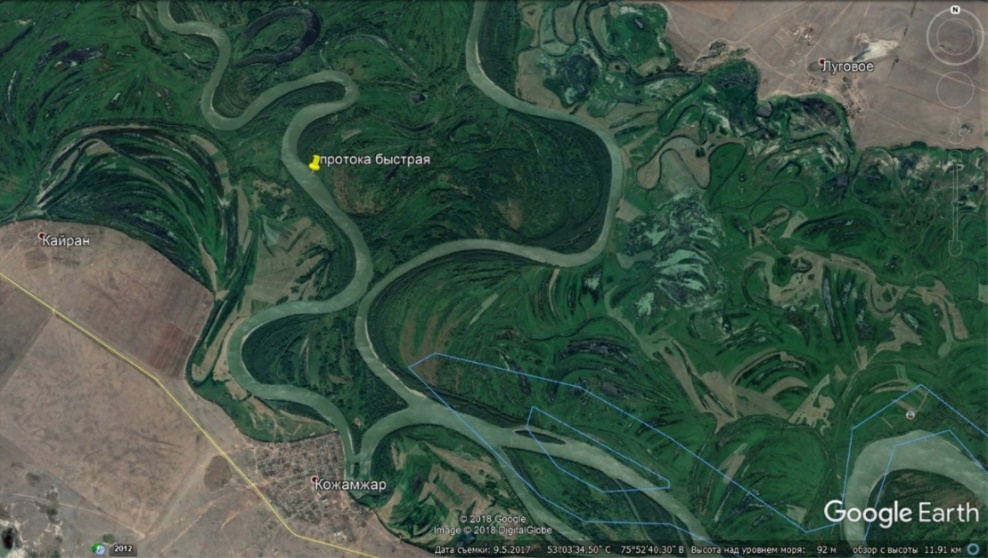 N
Луговое
протока быстрая
Кайран
Кожамжар
© 2018 Google
Image © 2018 DigitalGlobe
Google Earth
2012
Дата съемки: 9.5.2017 53°03'34.50" С 75°52'40.30" В Высота над уровнем моря: 92 м обзор с высоты 11.91 км